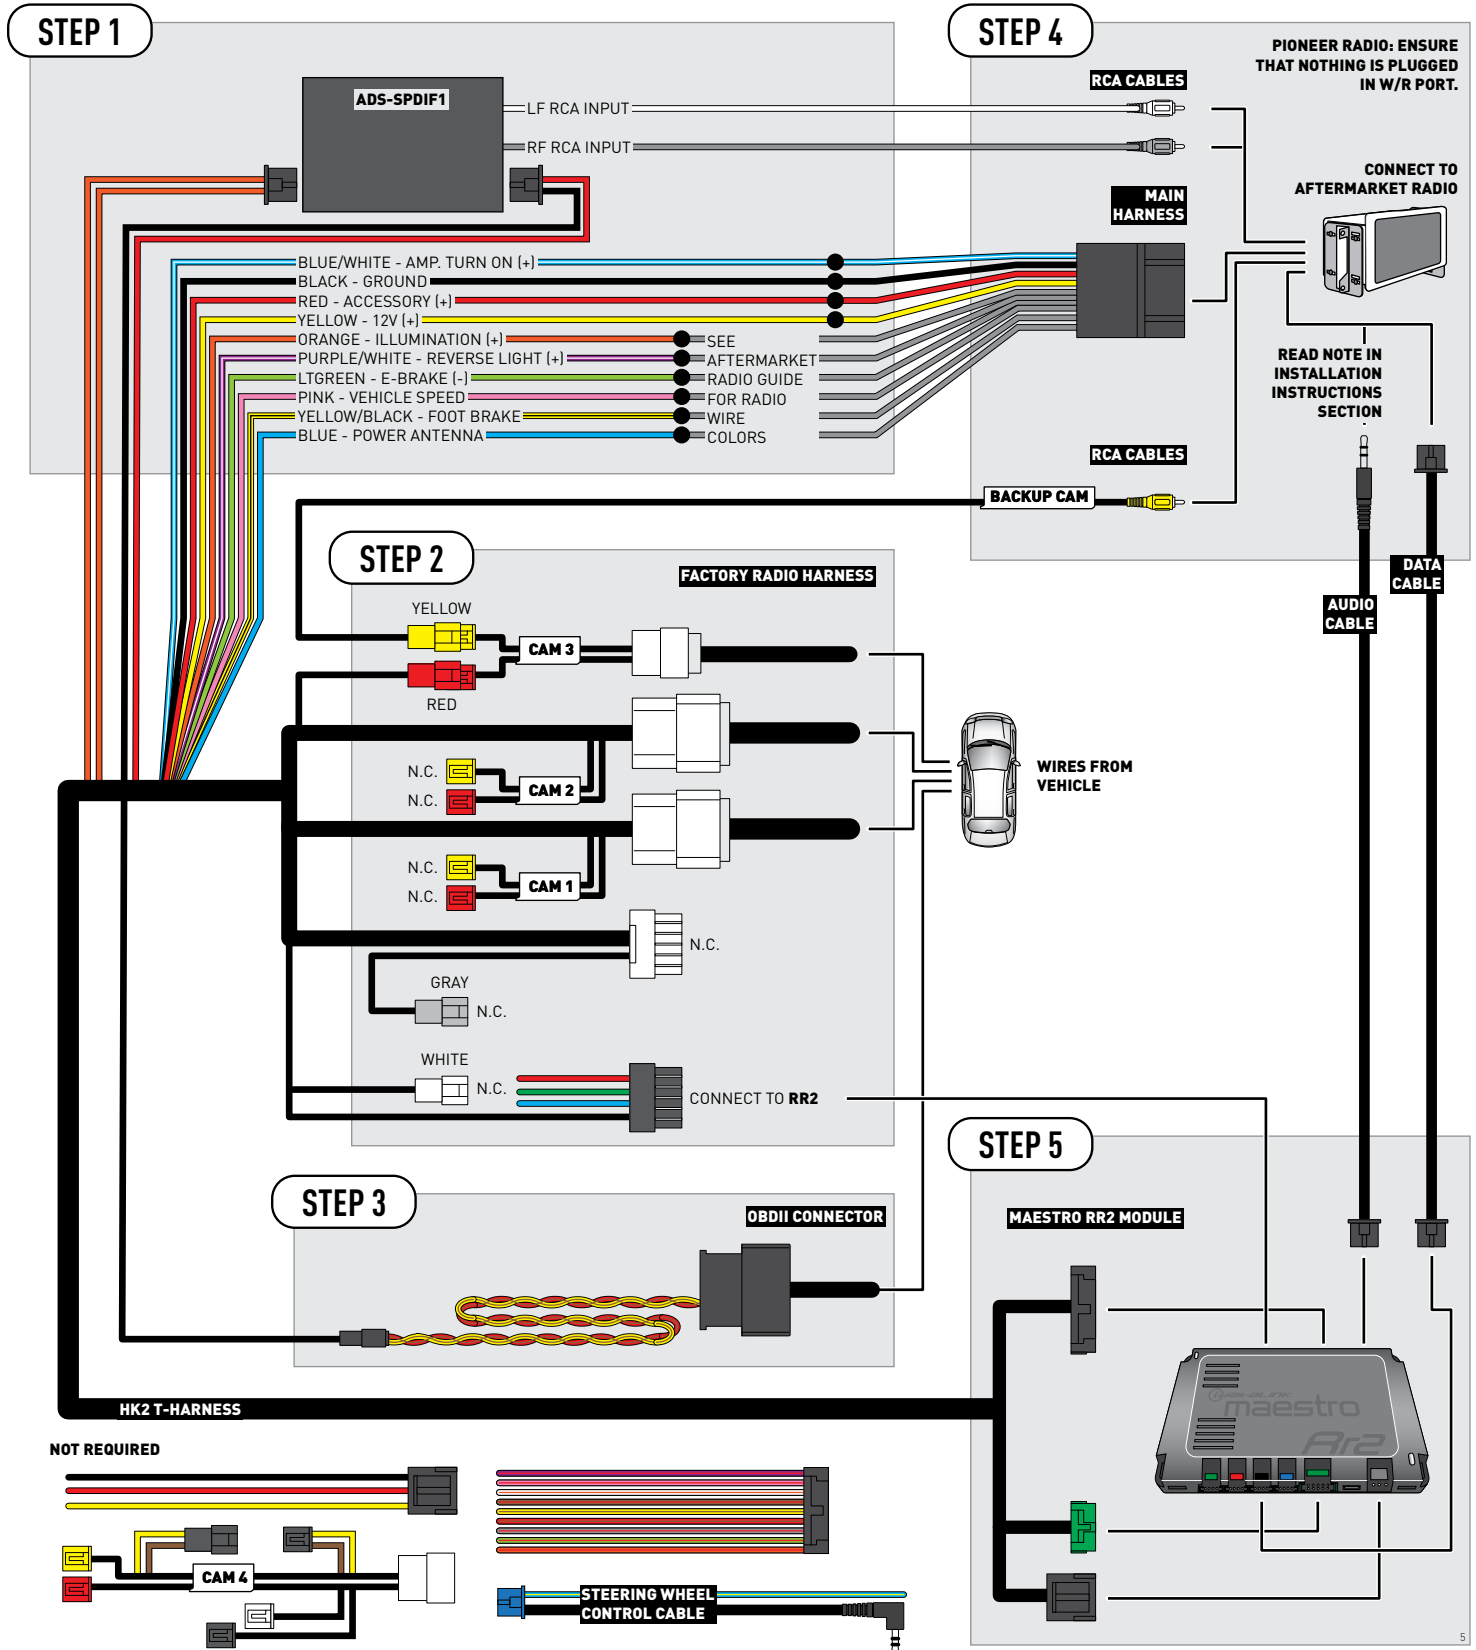 STEP 1
ADS-SPDIF1
LF RCA INPUT
RF RCA INPUT
BLUE/WHITE - AMP. TURN ON (+)
BLACK - GROUND
RED - ACCESSORY (+)
YELLOW - 12V (+)
ORANGE - ILLUMINATION (+)
PURPLE/WHITE - REVERSE LIGHT (+)
LTGREEN - E-BRAKE (-)
PINK - VEHICLE SPEED
YELLOW/BLACK - FOOT BRAKE
BLUE - POWER ANTENNA
SEE
AFTERMARKET
RADIO GUIDE
FOR RADIO
WIRE
COLORS
STEP 4
PIONEER RADIO: ENSURE
THAT NOTHING IS PLUGGED
IN W/R PORT.
RCA CABLES
MAIN
HARNESS
CONNECT TO
AFTERMARKET RADIO
READ NOTE IN
INSTALLATION
INSTRUCTIONS
SECTION
RCA CABLES
BACKUP CAM
DATA
CABLE
AUDIO
CABLE
STEP 2
FACTORY RADIO HARNESS
YELLOW
CAM 3
RED
N.C.
CAM 2
N.C.
N.C.
CAM 1
N.C.
N.C.
GRAY
N.C.
WHITE
N.C.
CONNECT TO RR2
WIRES FROM
VEHICLE
STEP 3
OBDII CONNECTOR
STEP 5
MAESTRO RR2 MODULE
iDATALINK
maestro
Rr2
HK2 T-HARNESS
NOT REQUIRED
CAM 4
STEERING WHEEL
CONTROL CABLE
5